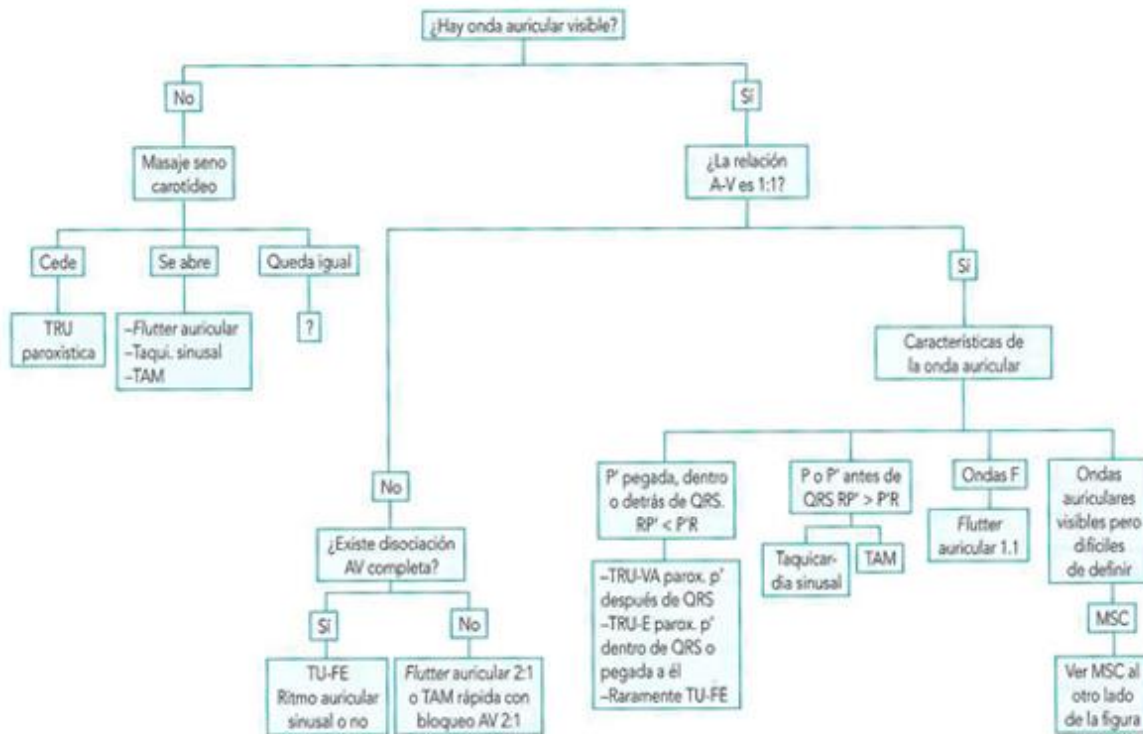 ¿Hay onda auricular visible?
No
Sí
Masaje seno
carotídeo
¿La relación
A-V es 1:1?
Cede
Se abre
Queda igual
Sí
TRU
paroxística
–Flutter auricular
–Taqui. sinusal
–TAM
?
Características de
la onda auricular
No
P' pegada, dentro
o detrás de QRS.
RP' < P'R
P o P' antes de
QRS RP' > P'R
Ondas F
Ondas
auriculares
visibles pero
difíciles
de definir
¿Existe disociación
AV completa?
–TRU-VA parox. p'
después de QRS
–TRU-E parox. p'
dentro de QRS o
pegada a él
–Raramente TU-FE
Taquicar-
dia sinusal
TAM
Flutter
auricular 1.1
Sí
No
MSC
TU-FE
Ritmo auricular
sinusal o no
Flutter auricular 2:1
o TAM rápida con
bloqueo AV 2:1
Ver MSC al
otro lado
de la figura